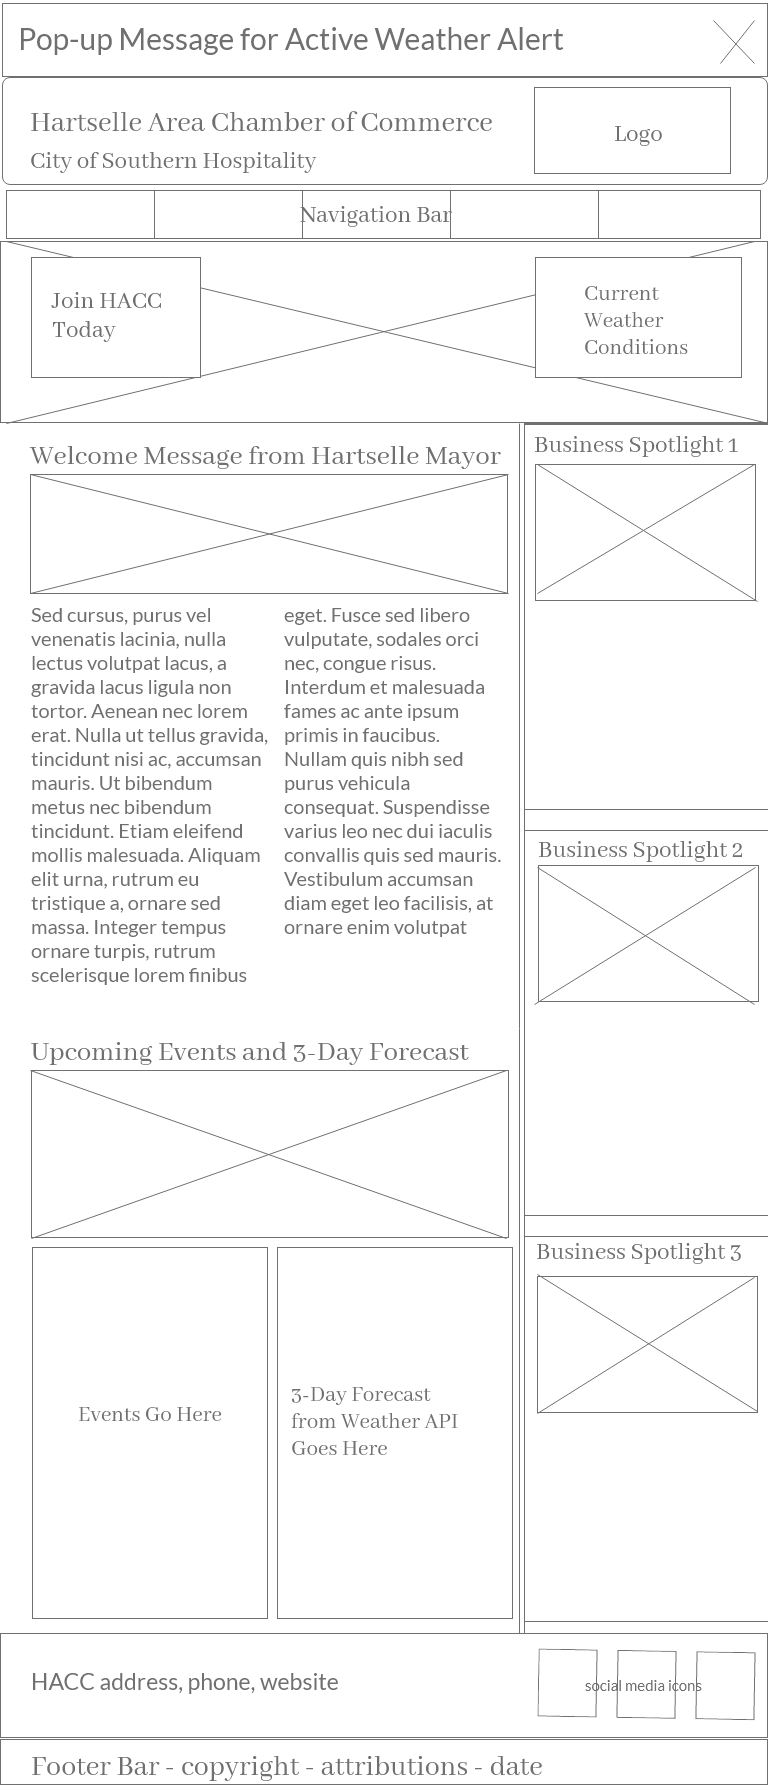 Pop-up Message for Active Weather Alert
Hartselle Area Chamber of Commerce
City of Southern Hospitality
Logo
Navigation Bar
Join HACC
Today
Current
Weather
Conditions
Welcome Message from Hartselle Mayor
Sed cursus, purus vel
venenatis lacinia, nulla
lectus volutpat lacus, a
gravida lacus ligula non
tortor. Aenean nec lorem
erat. Nulla ut tellus gravida,
tincidunt nisi ac, accumsan
mauris. Ut bibendum
metus nec bibendum
tincidunt. Etiam eleifend
mollis malesuada. Aliquam
elit urna, rutrum eu
tristique a, ornare sed
massa. Integer tempus
ornare turpis, rutrum
scelerisque lorem finibus
eget. Fusce sed libero
vulputate, sodales orci
nec, congue risus.
Interdum et malesuada
fames ac ante ipsum
primis in faucibus.
Nullam quis nibh sed
purus vehicula
consequat. Suspendisse
varius leo nec dui iaculis
convallis quis sed mauris.
Vestibulum accumsan
diam eget leo facilisis, at
ornare enim volutpat
Upcoming Events and 3-Day Forecast
Events Go Here
3-Day Forecast
from Weather API
Goes Here
Business Spotlight 1
Business Spotlight 2
Business Spotlight 3
HACC address, phone, website
social media icons
Footer Bar - copyright - attributions - date